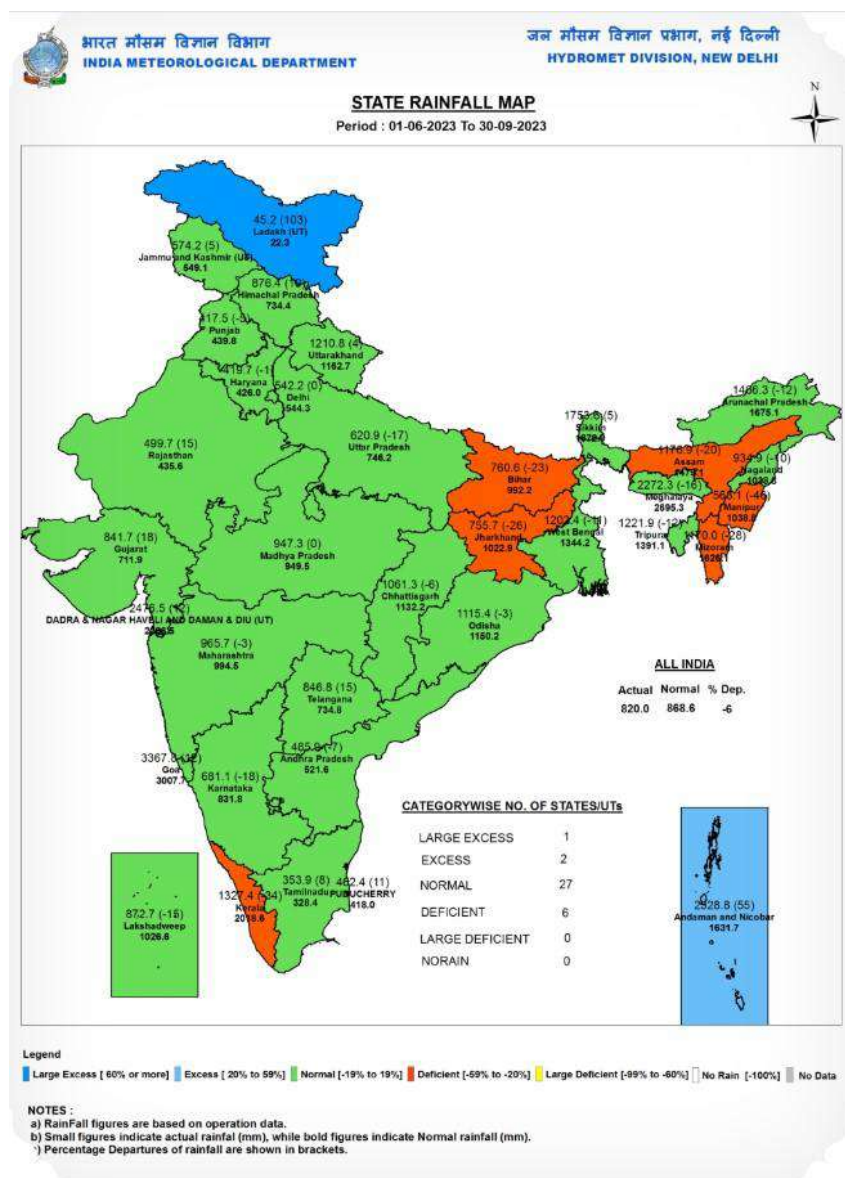 भारत मौसम विज्ञान विभाग
INDIA METEOROLOGICAL DEPARTMENT
जल मौसम विज्ञान प्रभाग, नई दिल्ली
HYDROMET DIVISION, NEW DELHI
STATE RAINFALL MAP
Period : 01-06-2023 To 30-09-2023
N
45.2 (103)
Ladakh (UT)
22.3
574.2 (5)
Jammu and Kashmir (UT)
549.1
876.4
Himachal Pradesh
734.4
Punjab
439.8
1210.8 (4)
Uttarakhand
1162.7
Haryana
426.0
542.2 (0)
Delhi
544.3
499.7 (15)
Rajasthan
435.6
620.9 (-17)
Uttar Pradesh
746.2
760.6 (-23)
Bihar
992.2
Sikkim
1486.3 (-12)
Arunachal Pradesh
1675.1
1176.9 (-20)
Assam
934.9 (-10)
Nagaland
2272.3 (-16)
Meghalaya
2695.3
Manipur
1221.9
Tripura
1391.1
(-28)
Mizoram
841.7 (18)
Gujarat
711.9
947.3 (0)
Madhya Pradesh
949.5
755.7 (-26)
Jharkhand
1022.9
West Bengal
1344.2
1061.3 (-6)
Chhattisgarh
1132.2
1115.4 (-3)
Odisha
1150.2
DADRA & NAGAR HAVELI AND DAMAN & DIU (UT)
965.7 (-3)
Maharashtra
994.5
846.8 (15)
Telangana
734.8
ALL INDIA
Actual Normal % Dep.
820.0 868.6 -6
(-7)
Andhra Pradesh
521.6
Goa
681.1 (-18)
Karnataka
831.8
CATEGORYWISE NO. OF STATES/UTs
LARGE EXCESS 1
EXCESS 2
NORMAL 27
DEFICIENT 6
LARGE DEFICIENT 0
NORAIN 0
353.9 (8)
Tamilnadu
328.4
(11)
418.0
1327.4
Kerala
872.7
Lakshadweep
1026.6
(55)
Andaman and Nicobar
1631.7
Legend
Large Excess [ 60% or more] Excess [ 20% to 59%] Normal [-19% to 19%] Deficient [-59% to -20%] Large Deficient [-99% to -60%] No Rain [-100%] No Data
NOTES :
a) RainFall figures are based on operation data.
b) Small figures indicate actual rainfal (mm), while bold figures indicate Normal rainfall (mm).
) Percentage Departures of rainfall are shown in brackets.